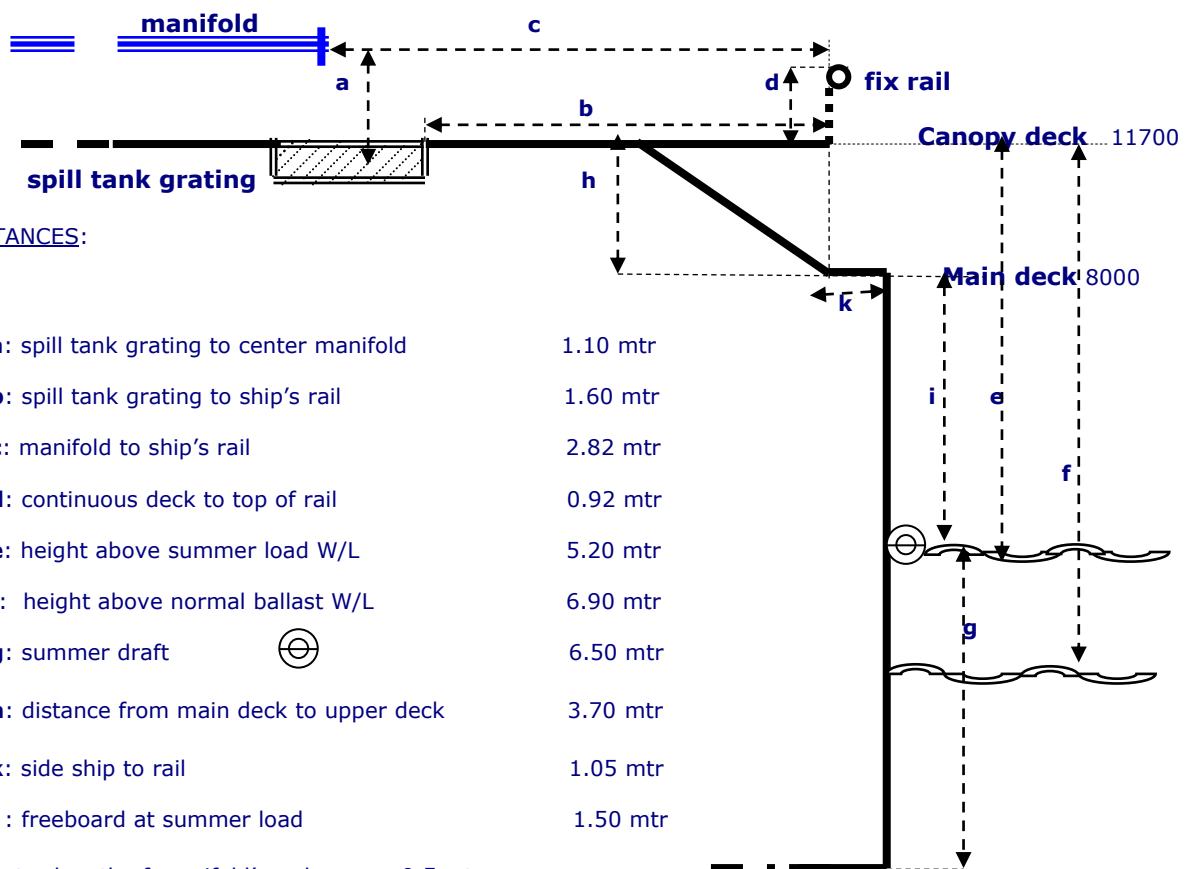 manifold
c
a
d
fix rail
b
Canopy deck 11700
spill tank grating
h
TANCES:
Main deck 8000
k
: spill tank grating to center manifold 1.10 mtr
: spill tank grating to ship's rail 1.60 mtr
i
e
: manifold to ship's rail 2.82 mtr
f
: continuous deck to top of rail 0.92 mtr
: height above summer load W/L 5.20 mtr
: height above normal ballast W/L 6.90 mtr
g: summer draft 6.50 mtr
g
: distance from main deck to upper deck 3.70 mtr
: side ship to rail 1.05 mtr
: freeboard at summer load 1.50 mtr